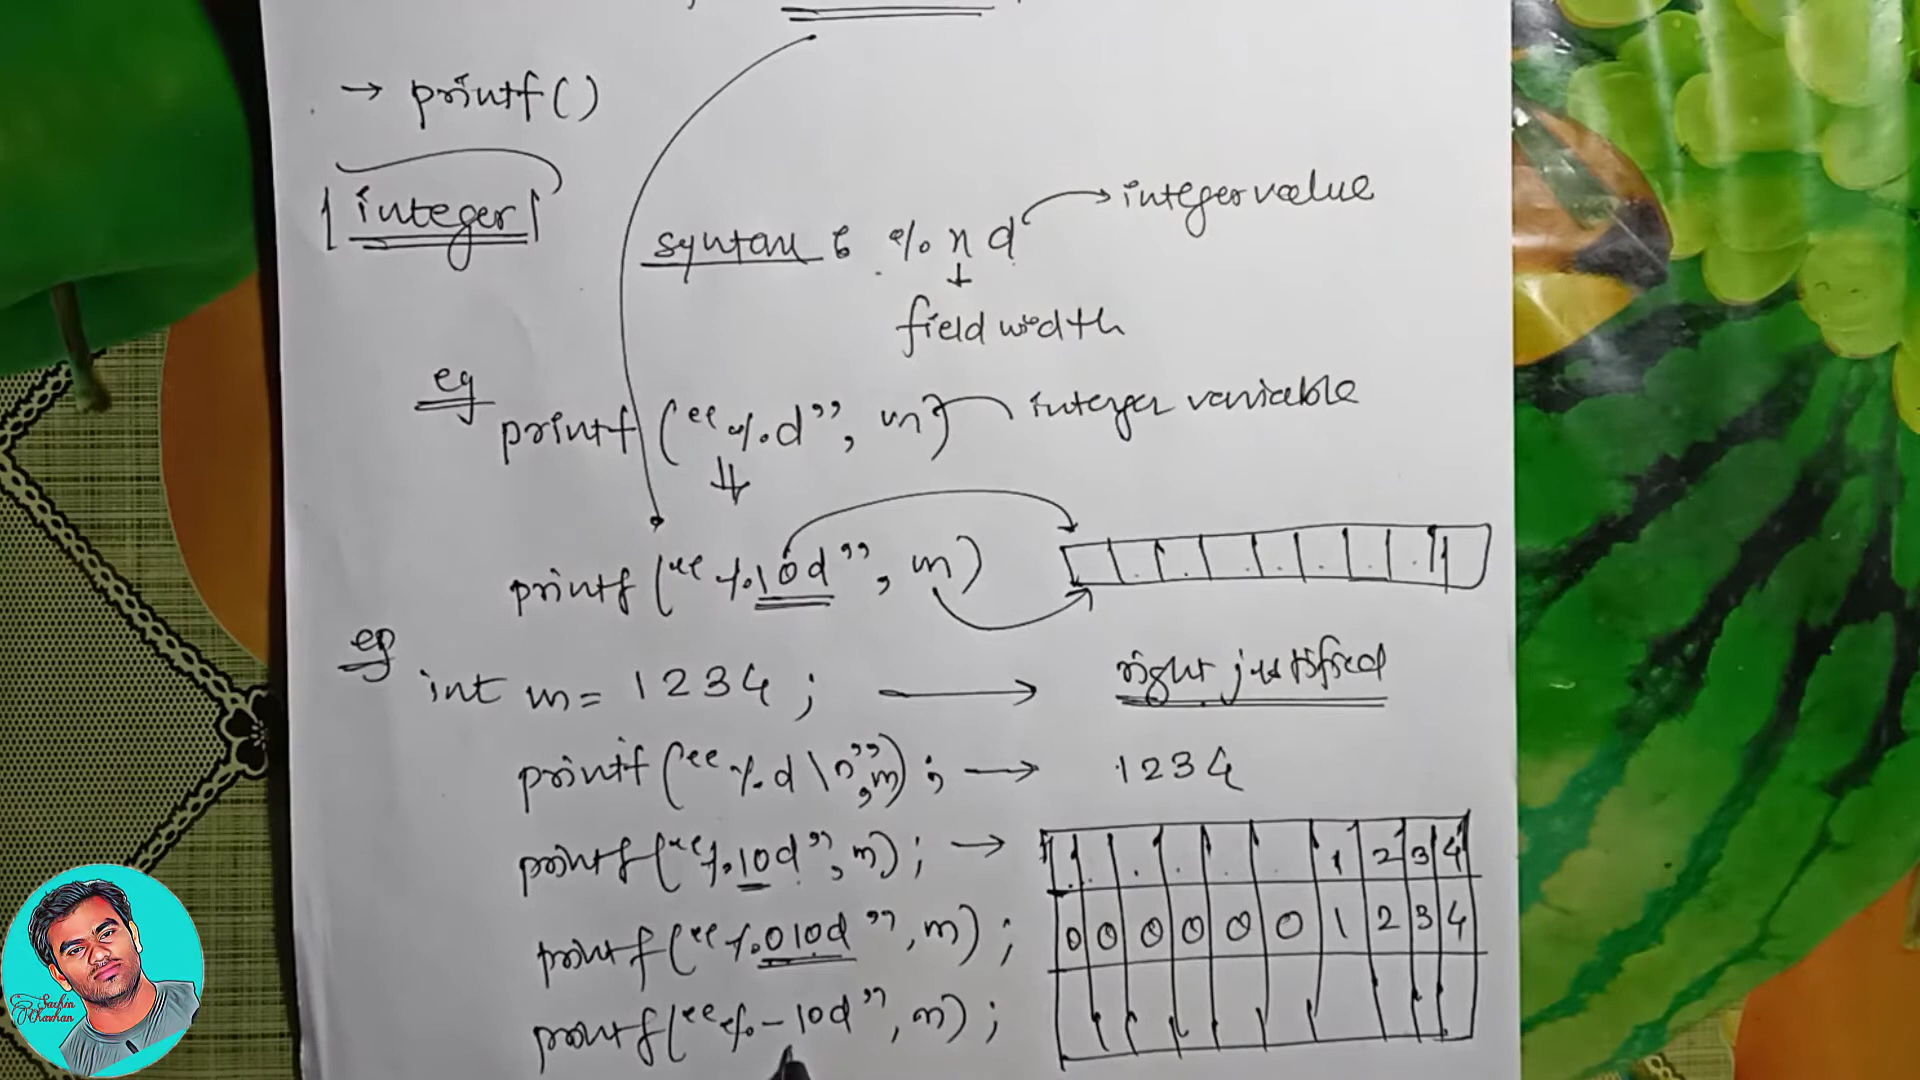 → printf()
integer
syntax : % n d → integer value
field width
eg
printf ("%d", m) integer variable
printf ("%10d", m)
eg
int m = 1234 ; → right justified
printf ("%d\n", m) ; → 1234
printf ("%10d", m) ; → 1 2 3 4
printf ("%010d", m) ; 0 0 0 0 0 0 1 2 3 4
printf ("%-10d", m) ;
Sachin
Chavhan